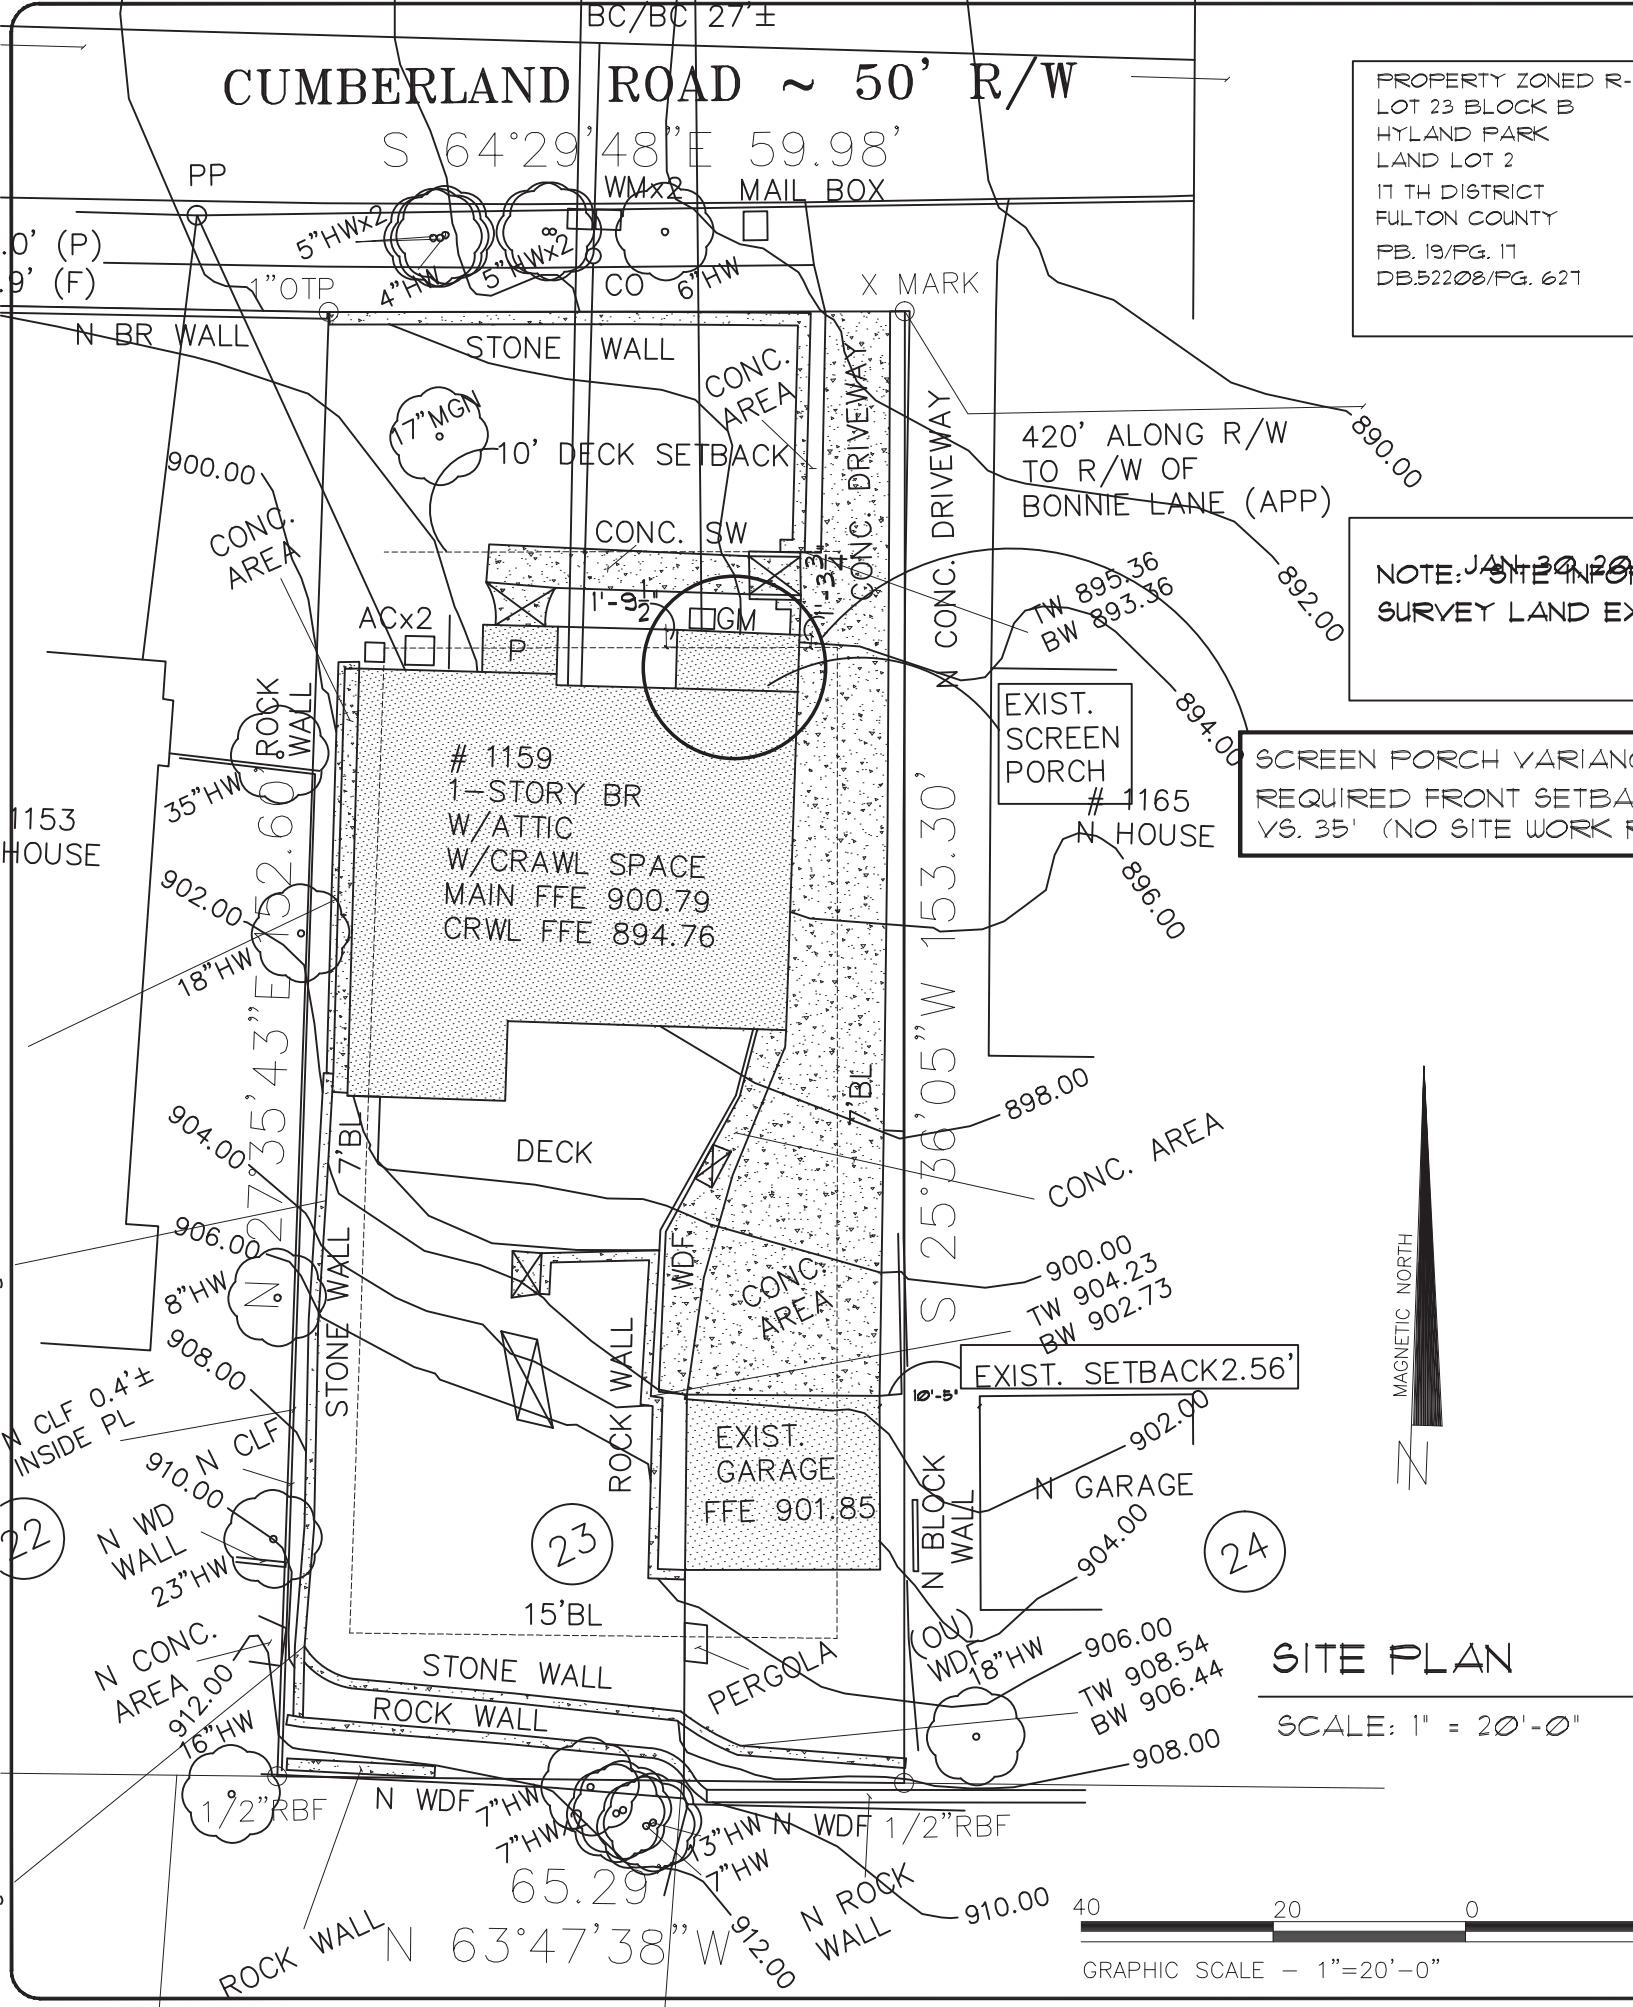 BC/BC 27'±
CUMBERLAND ROAD ~ 50' R/W
S 64°29'48"E 59.98'
PP
WMx2
MAIL BOX
5"HWx2
4"HW
5"HWx2
CO
6"HW
.0' (P)
.9' (F)
1"OTP
X MARK
N BR WALL
STONE WALL
CONC.
AREA
17"MGN
10' DECK SETBACK
CONC. DRIVEWAY
N CONC. DRIVEWAY
PROPERTY ZONED R-
LOT 23 BLOCK B
HYLAND PARK
LAND LOT 2
17 TH DISTRICT
FULTON COUNTY
PB. 19/PG. 17
DB.52208/PG. 627
420' ALONG R/W
TO R/W OF
BONNIE LANE (APP)
890.00
892.00
894.00
896.00
900.00
CONC.
AREA
CONC. SW
ACx2
P
1'-9 1/2"
GM
TW 895.36
BW 893.36
NOTE:
SURVEY LAND EX
EXIST.
SCREEN
PORCH
SCREEN PORCH VARIANC
REQUIRED FRONT SETBA
VS. 35' (NO SITE WORK R
ROCK
WALL
35"HW
1153
HOUSE
# 1159
1-STORY BR
W/ATTIC
W/CRAWL SPACE
MAIN FFE 900.79
CRWL FFE 894.76
# 1165
N HOUSE
902.00
18"HW
N 27°35'43"E 152.60'
S 25°36'05"W 153.30'
898.00
904.00
7'BL
DECK
7'BL
CONC. AREA
906.00
8"HW
STONE WALL
WDF
CONC.
AREA
900.00
TW 904.23
BW 902.73
MAGNETIC NORTH
N
908.00
ROCK WALL
EXIST. SETBACK2.56'
10'-5"
N CLF 0.4'±
INSIDE PL
N CLF
910.00
EXIST.
GARAGE
FFE 901.85
902.00
N GARAGE
N BLOCK
WALL
904.00
22
23
24
N WD
WALL
23"HW
15'BL
(OU)
WDF
18"HW
906.00
N CONC.
AREA
912.00
16"HW
STONE WALL
ROCK WALL
PERGOLA
TW 908.54
BW 906.44
908.00
SITE PLAN
SCALE: 1" = 20'-0"
1/2"RBF
N WDF
7"HW
7"HW
13"HW
7"HW
N WDF
1/2"RBF
65.29
N 63°47'38"W
ROCK WALL
912.00
N ROCK
WALL
910.00
40 20 0
GRAPHIC SCALE - 1"=20'-0"